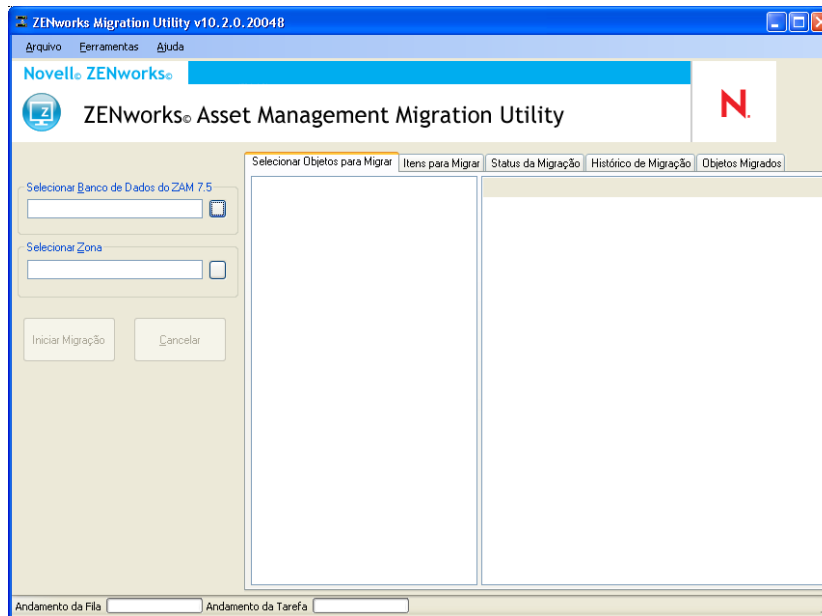 ZENworks Migration Utility v10.2.0.20048
Arquivo Ferramentas Ajuda
Novell© ZENworks©
ZENworks© Asset Management Migration Utility
N.
Selecionar Objetos para Migrar Itens para Migrar Status da Migração Histórico de Migração Objetos Migrados
Selecionar Banco de Dados do ZAM 7.5
Selecionar Zona
Iniciar Migração Cancelar
Andamento da Fila Andamento da Tarefa